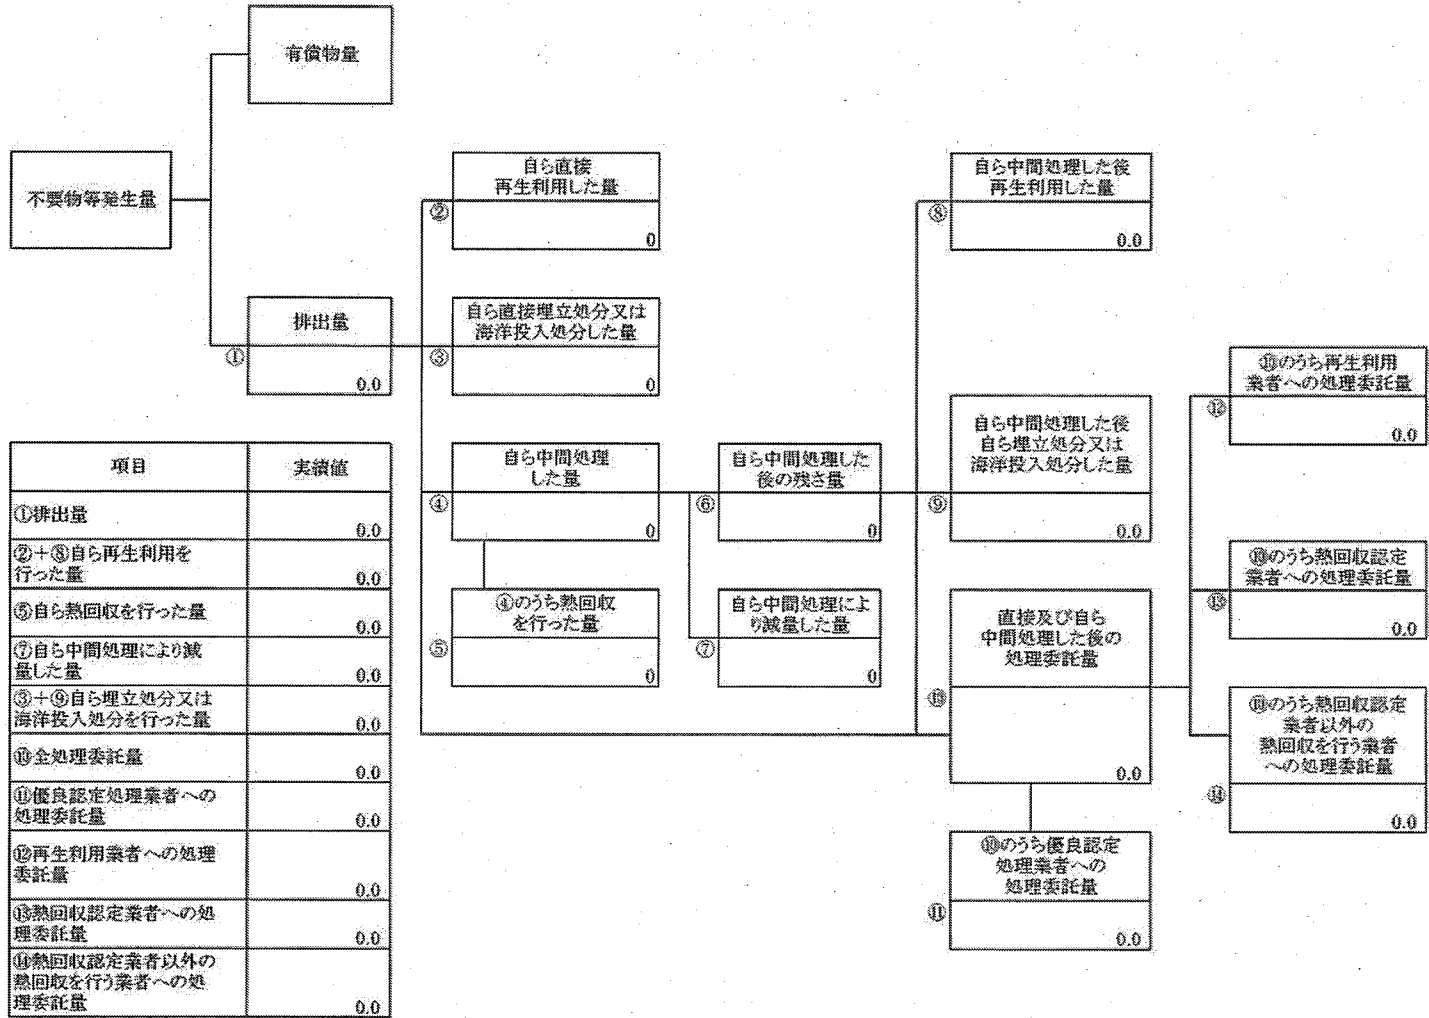 有償物量
不要物等発生量
自ら直接
再生利用した量
②
0
自ら中間処理した後
再生利用した量
⑧
0.0
排出量
①
0.0
自ら直接埋立処分又は
海洋投入処分した量
③
0
⑩のうち再生利用
業者への処理委託量
⑫
0.0
自ら中間処理
した量
④
0
自ら中間処理した
後の残さ量
⑥
0
自ら中間処理した後
自ら埋立処分又は
海洋投入処分した量
⑨
0.0
⑩のうち熱回収認定
業者への処理委託量
⑬
0.0
④のうち熱回収
を行った量
⑤
0
自ら中間処理によ
り減量した量
⑦
0
直接及び自ら
中間処理した後の
処理委託量
⑩
0.0
⑩のうち熱回収認定
業者以外の
熱回収を行う業者
への処理委託量
⑭
0.0
⑩のうち優良認定
処理業者への
処理委託量
⑪
0.0
項目 実績値
①排出量
0.0
②+⑧自ら再生利用を
行った量
0.0
⑤自ら熱回収を行った量
0.0
⑦自ら中間処理により減
量した量
0.0
③+⑨自ら埋立処分又は
海洋投入処分を行った量
0.0
⑩全処理委託量
0.0
⑪優良認定処理業者への
処理委託量
0.0
⑫再生利用業者への処理
委託量
0.0
⑬熱回収認定業者への処
理委託量
0.0
⑭熱回収認定業者以外の
熱回収を行う業者への処
理委託量
0.0